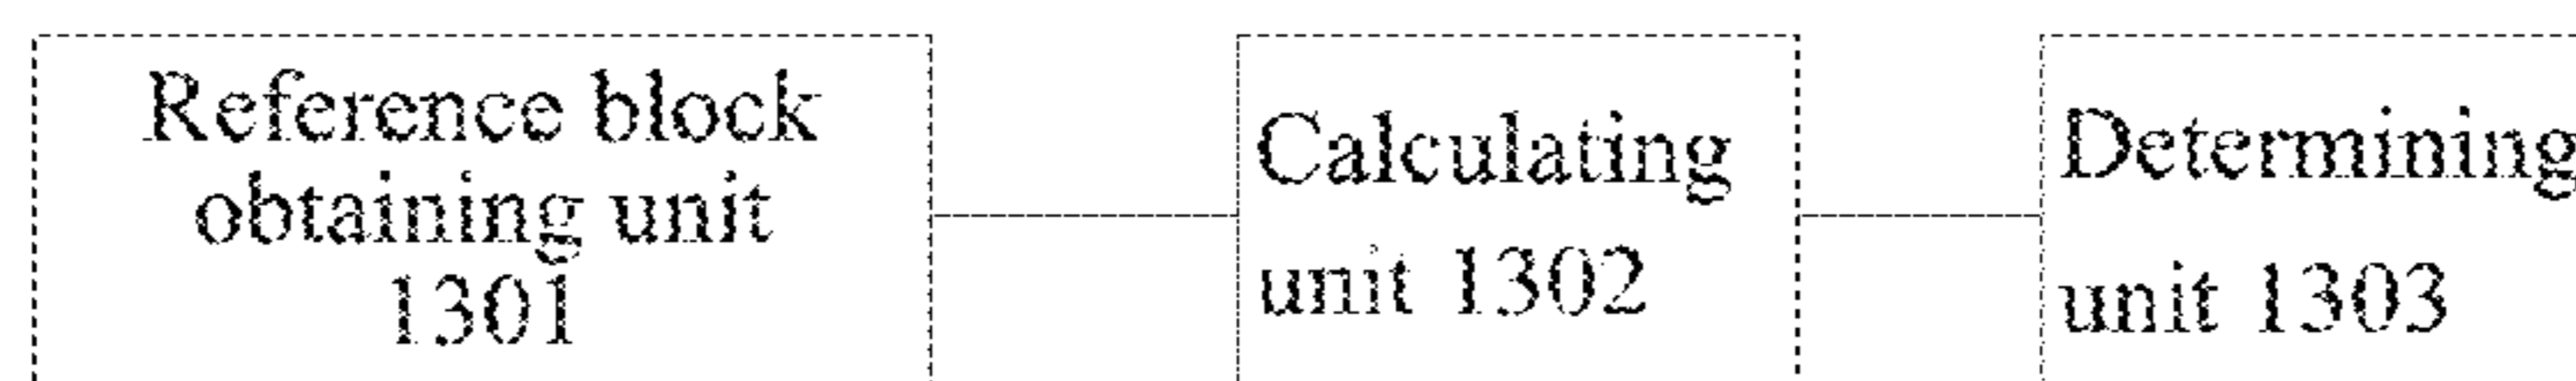 Reference block
obtaining unit
1301
Calculating
unit 1302
Determining
unit 1303